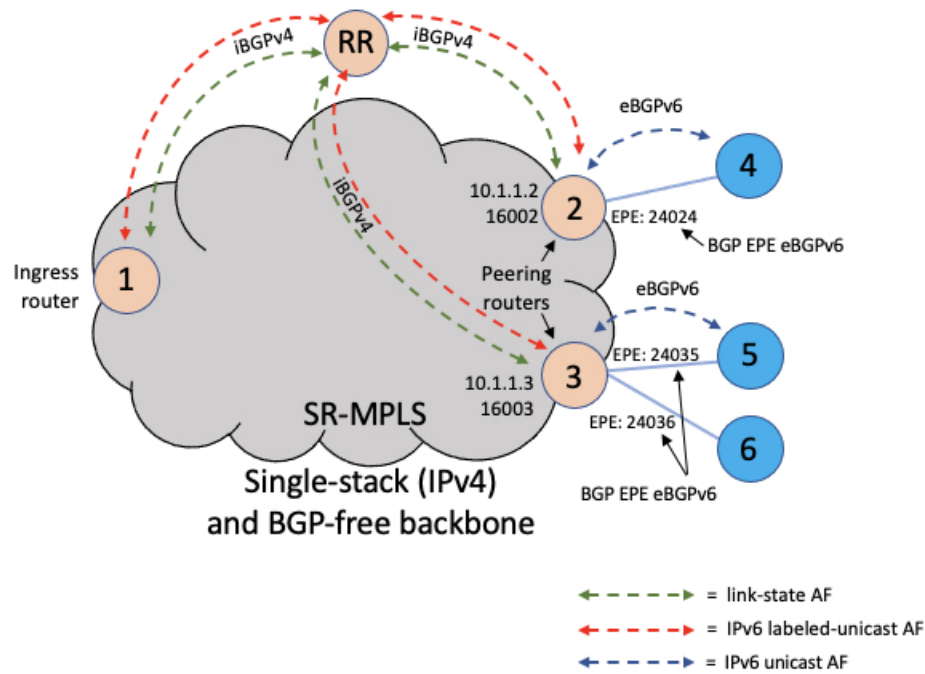 RR
iBGPv4
iBGPv4
eBGPv6
4
10.1.1.2
16002
2
EPE: 24024
BGP EPE eBGPv6
iBGPv4
Ingress
router
1
Peering
routers
eBGPv6
EPE: 24035
5
10.1.1.3
16003
3
EPE: 24036
6
SR-MPLS
BGP EPE eBGPv6
Single-stack (IPv4)
and BGP-free backbone
= link-state AF
= IPv6 labeled-unicast AF
= IPv6 unicast AF